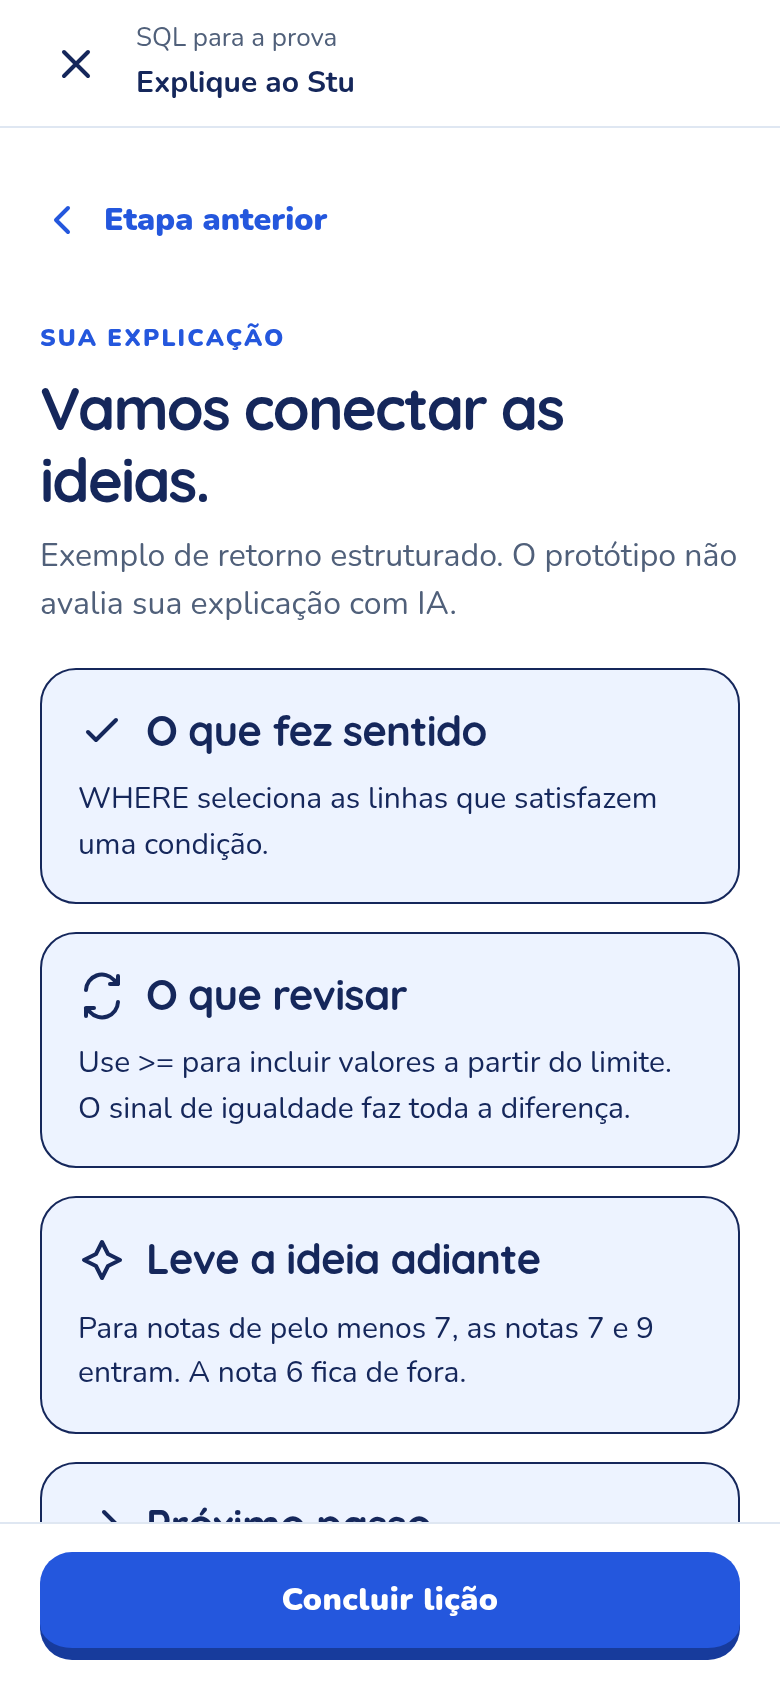 SQL para a prova
Explique ao Stu
Etapa anterior
SUA EXPLICAÇÃO
Vamos conectar as
ideias.
Exemplo de retorno estruturado. O protótipo não
avalia sua explicação com IA.
O que fez sentido
WHERE seleciona as linhas que satisfazem
uma condição.
O que revisar
Use >= para incluir valores a partir do limite.
O sinal de igualdade faz toda a diferença.
Leve a ideia adiante
Para notas de pelo menos 7, as notas 7 e 9
entram. A nota 6 fica de fora.
Próximo passo
Concluir lição